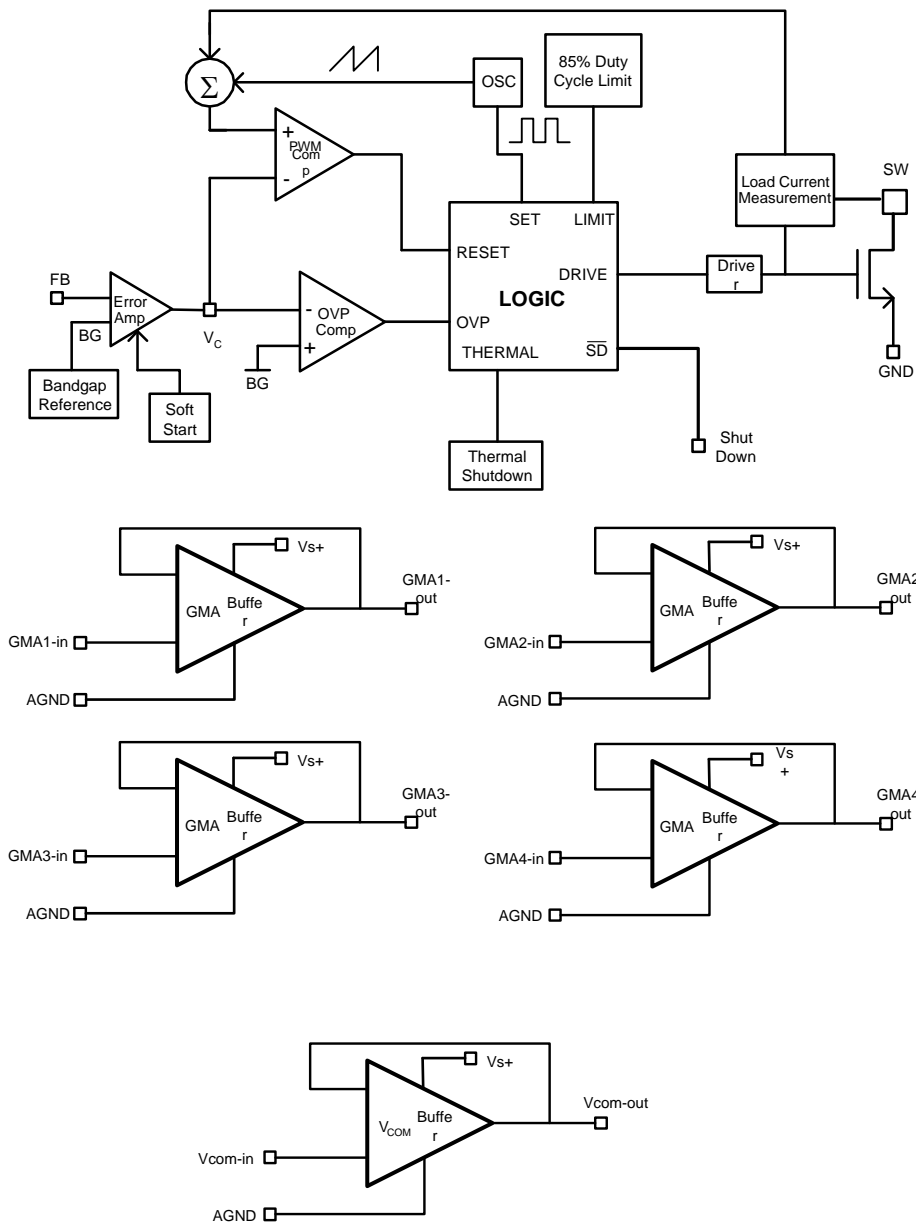 Σ
OSC
85% Duty
Cycle Limit
+
PWM
Com
p
-
Load Current
Measurement
SW
SET
LIMIT
RESET
DRIVE
LOGIC
OVP
THERMAL
SD
Drive
r
FB
Error
Amp
BG
VC
-
OVP
Comp
+
BG
GND
Bandgap
Reference
Soft
Start
Thermal
Shutdown
Shut
Down
Vs+
GMA
Buffe
r
GMA1-
out
GMA1-in
AGND
Vs+
GMA
Buffe
r
GMA2
out
GMA2-in
AGND
Vs+
GMA
Buffe
r
GMA3-
out
GMA3-in
AGND
Vs
+
GMA
Buffe
r
GMA4
out
GMA4-in
AGND
Vs+
VCOM
Buffe
r
Vcom-out
Vcom-in
AGND